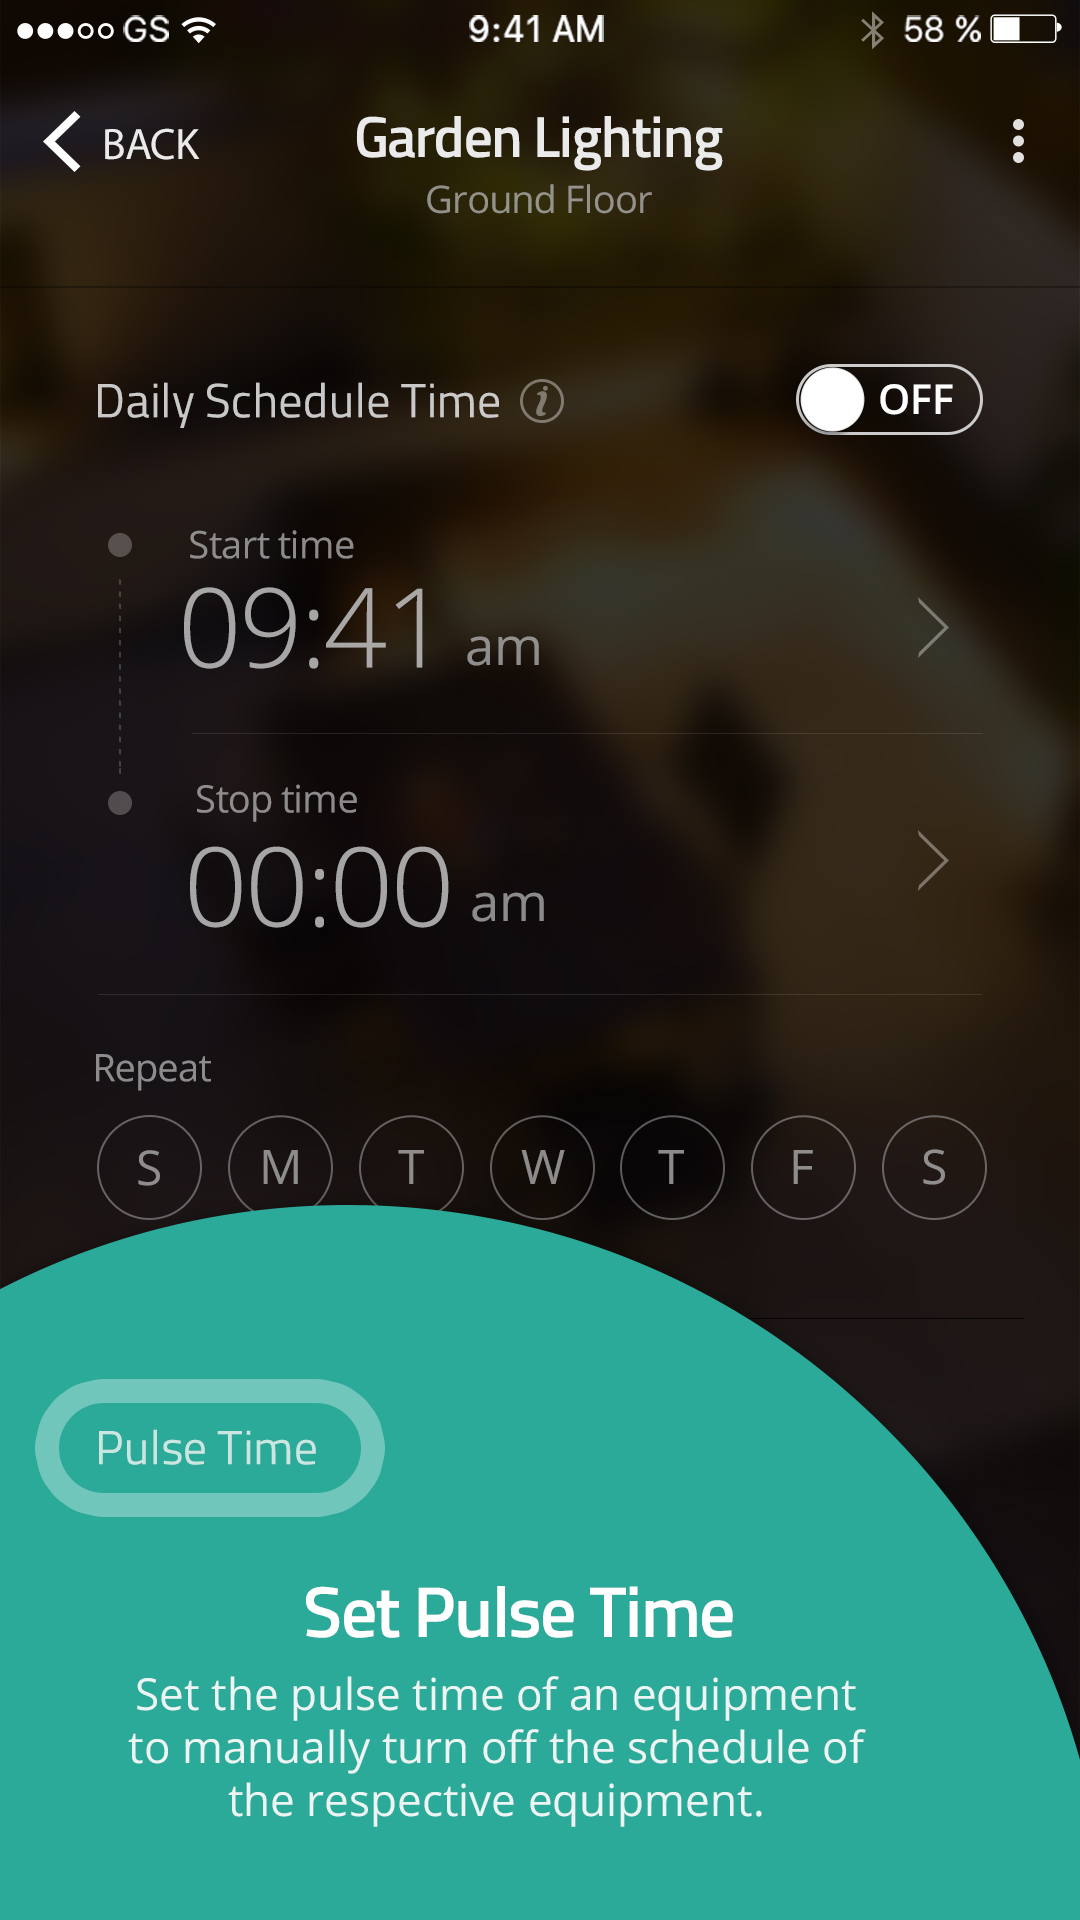 GS 9:41 AM 58 %
BACK
Garden Lighting
Ground Floor
Daily Schedule Time i
OFF
Start time
09:41 am
Stop time
00:00 am
Repeat
S M T W T F S
Pulse Time
Set Pulse Time
Set the pulse time of an equipment
to manually turn off the schedule of
the respective equipment.